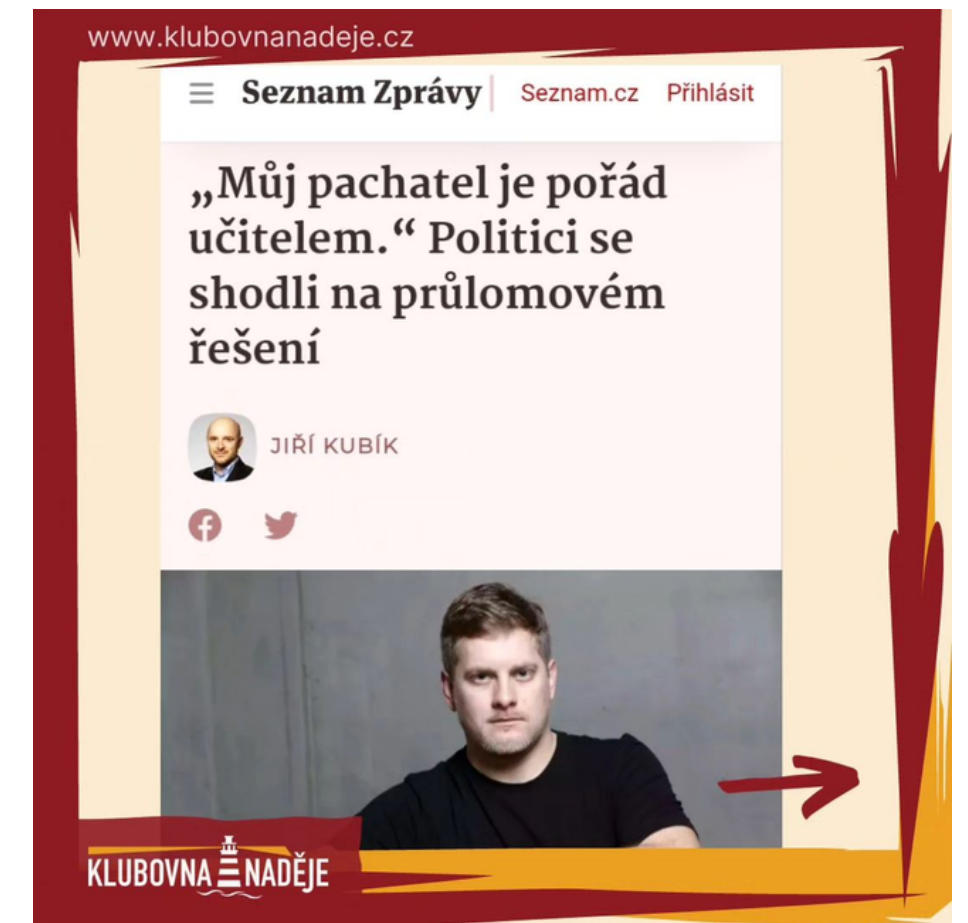 www.klubovnanadeje.cz
Seznam Zprávy Seznam.cz Přihlásit
„Můj pachatel je pořád
učitelem.“ Politici se
shodli na průlomovém
řešení
JIŘÍ KUBÍK
KLUBOVNA NADĚJE